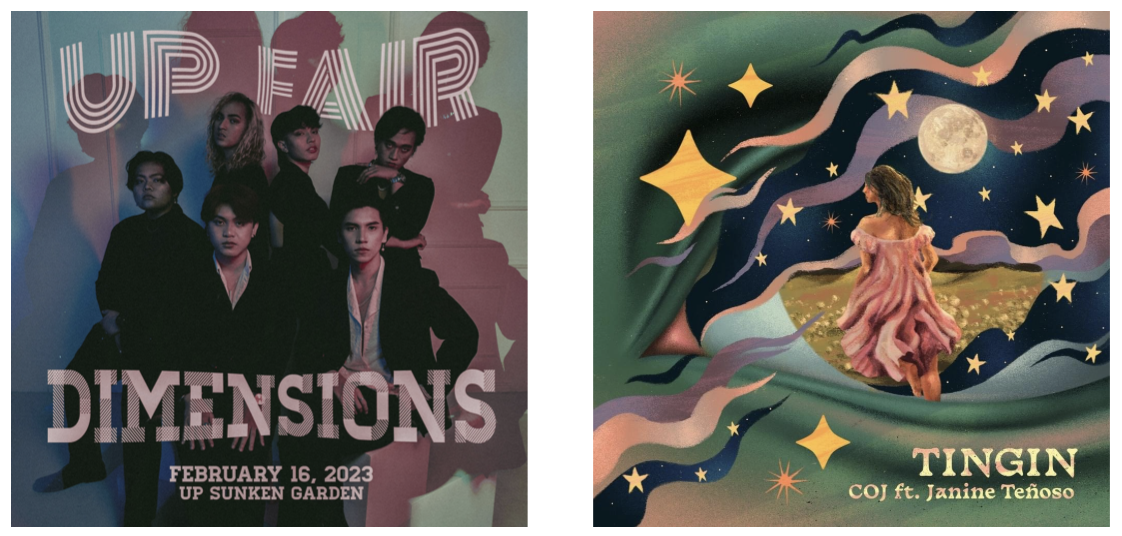 UP FAIR
DIMENSIONS
FEBRUARY 16, 2023
UP SUNKEN GARDEN
TINGIN
COJ ft. Janine Teñoso